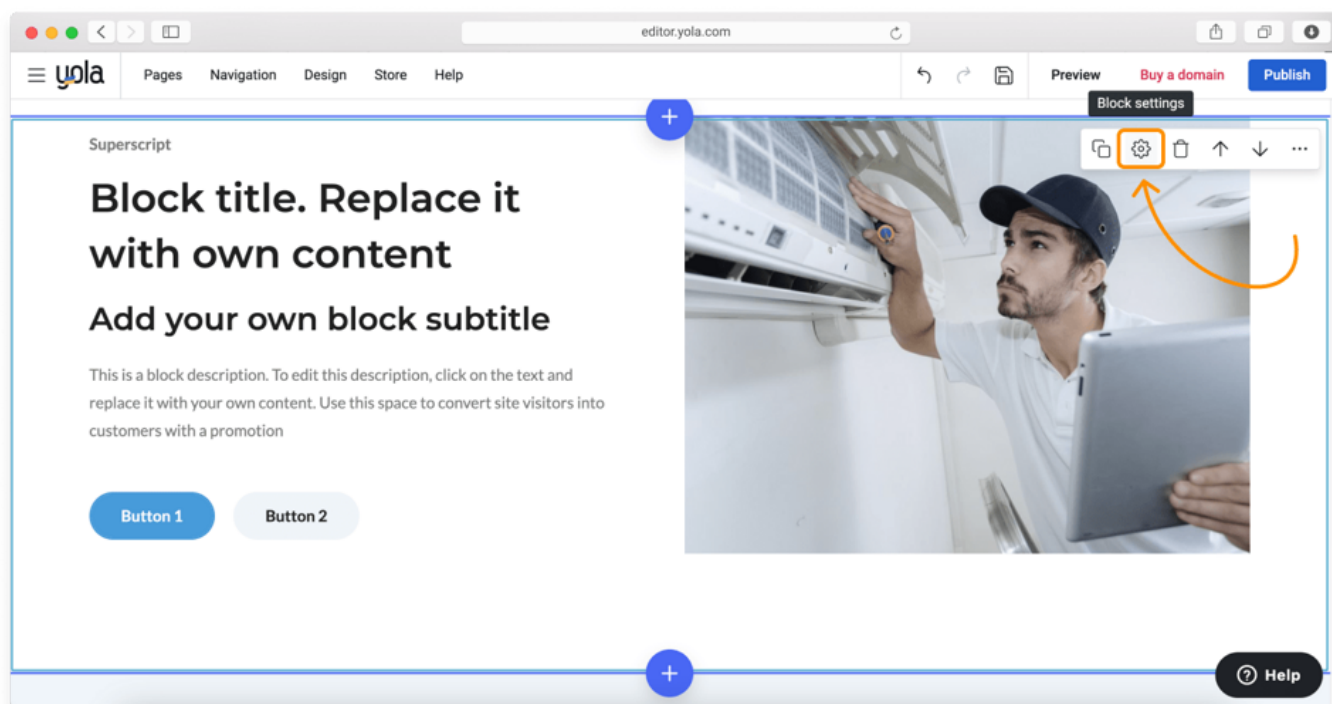 editor.yola.com
yola
Pages Navigation Design Store Help
Preview Buy a domain Publish
Block settings
Superscript
Block title. Replace it
with own content
Add your own block subtitle
This is a block description. To edit this description, click on the text and
replace it with your own content. Use this space to convert site visitors into
customers with a promotion
Button 1 Button 2
Help